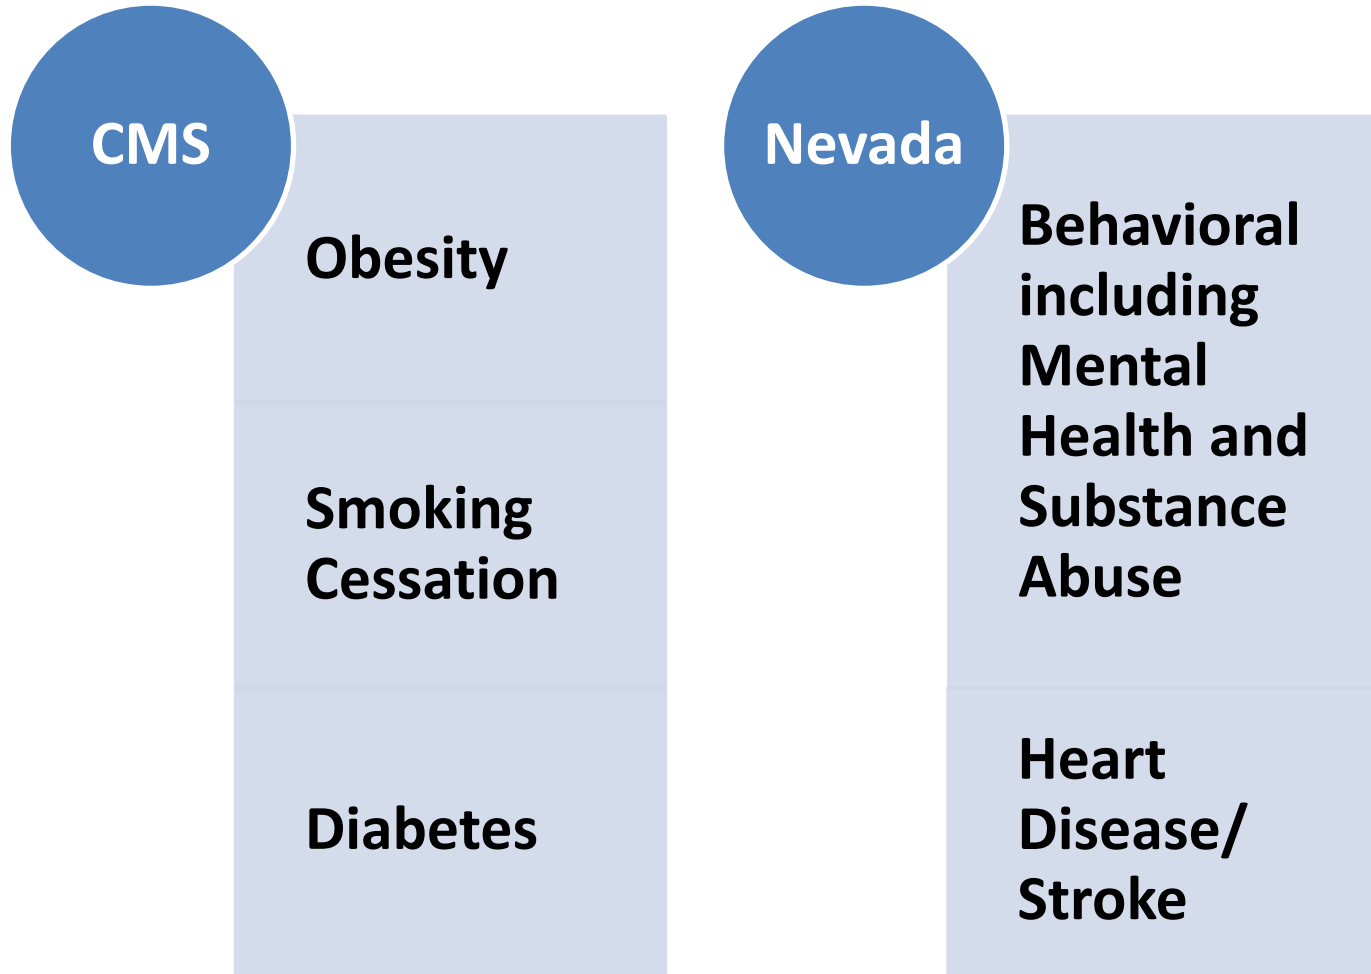 CMS
Obesity
Smoking
Cessation
Diabetes
Nevada
Behavioral
including
Mental
Health and
Substance
Abuse
Heart
Disease/
Stroke